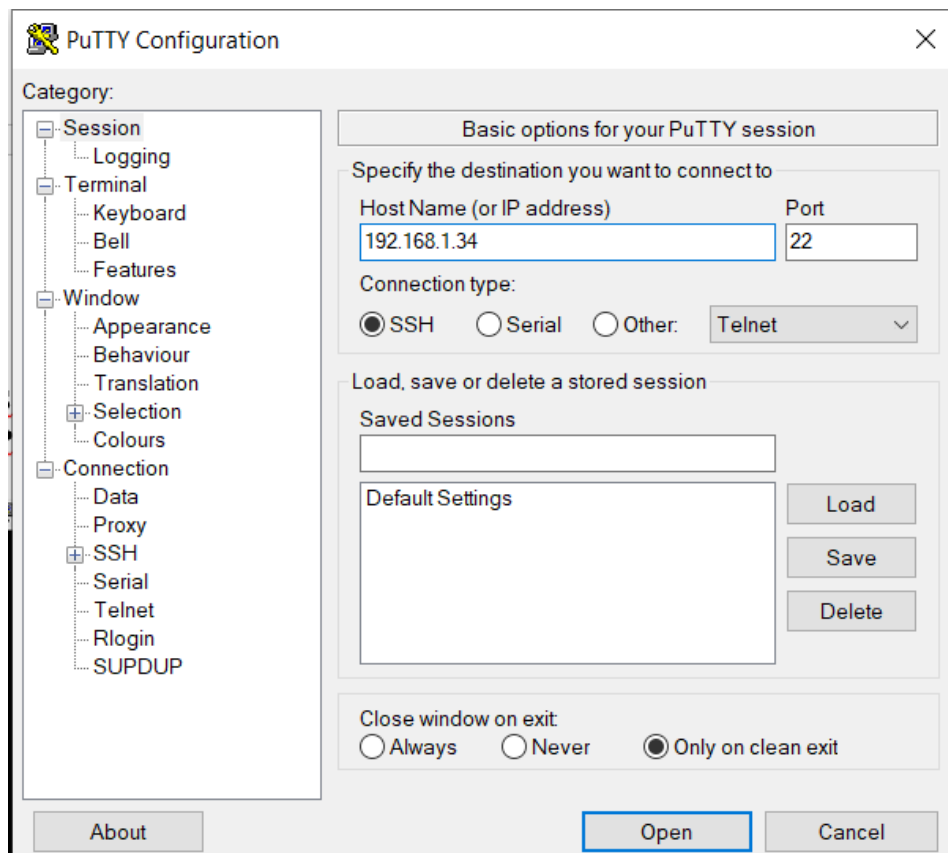 PuTTY Configuration
Category:
Session
Logging
Terminal
Keyboard
Bell
Features
Window
Appearance
Behaviour
Translation
Selection
Colours
Connection
Data
Proxy
SSH
Serial
Telnet
Rlogin
SUPDUP
Basic options for your PuTTY session
Specify the destination you want to connect to
Host Name (or IP address) Port
192.168.1.34 22
Connection type:
SSH Serial Other: Telnet
Load, save or delete a stored session
Saved Sessions
Default Settings
Load
Save
Delete
Close window on exit:
Always Never Only on clean exit
About Open Cancel